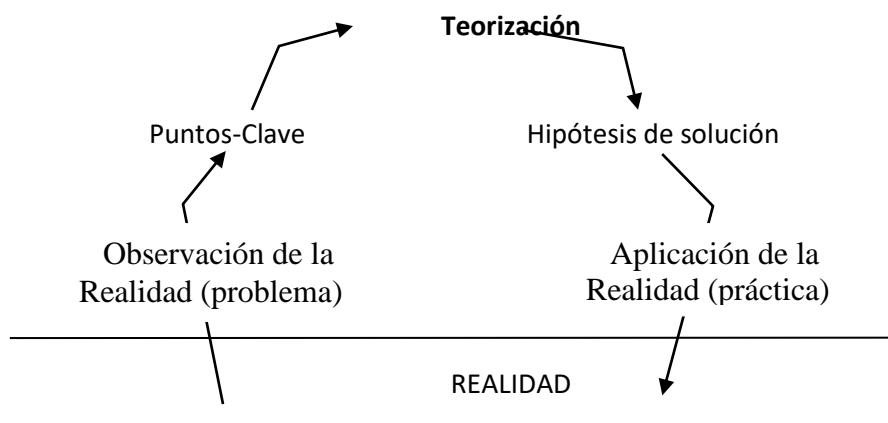 Teorización
Puntos-Clave
Hipótesis de solución
Observación de la
Realidad (problema)
Aplicación de la
Realidad (práctica)
REALIDAD